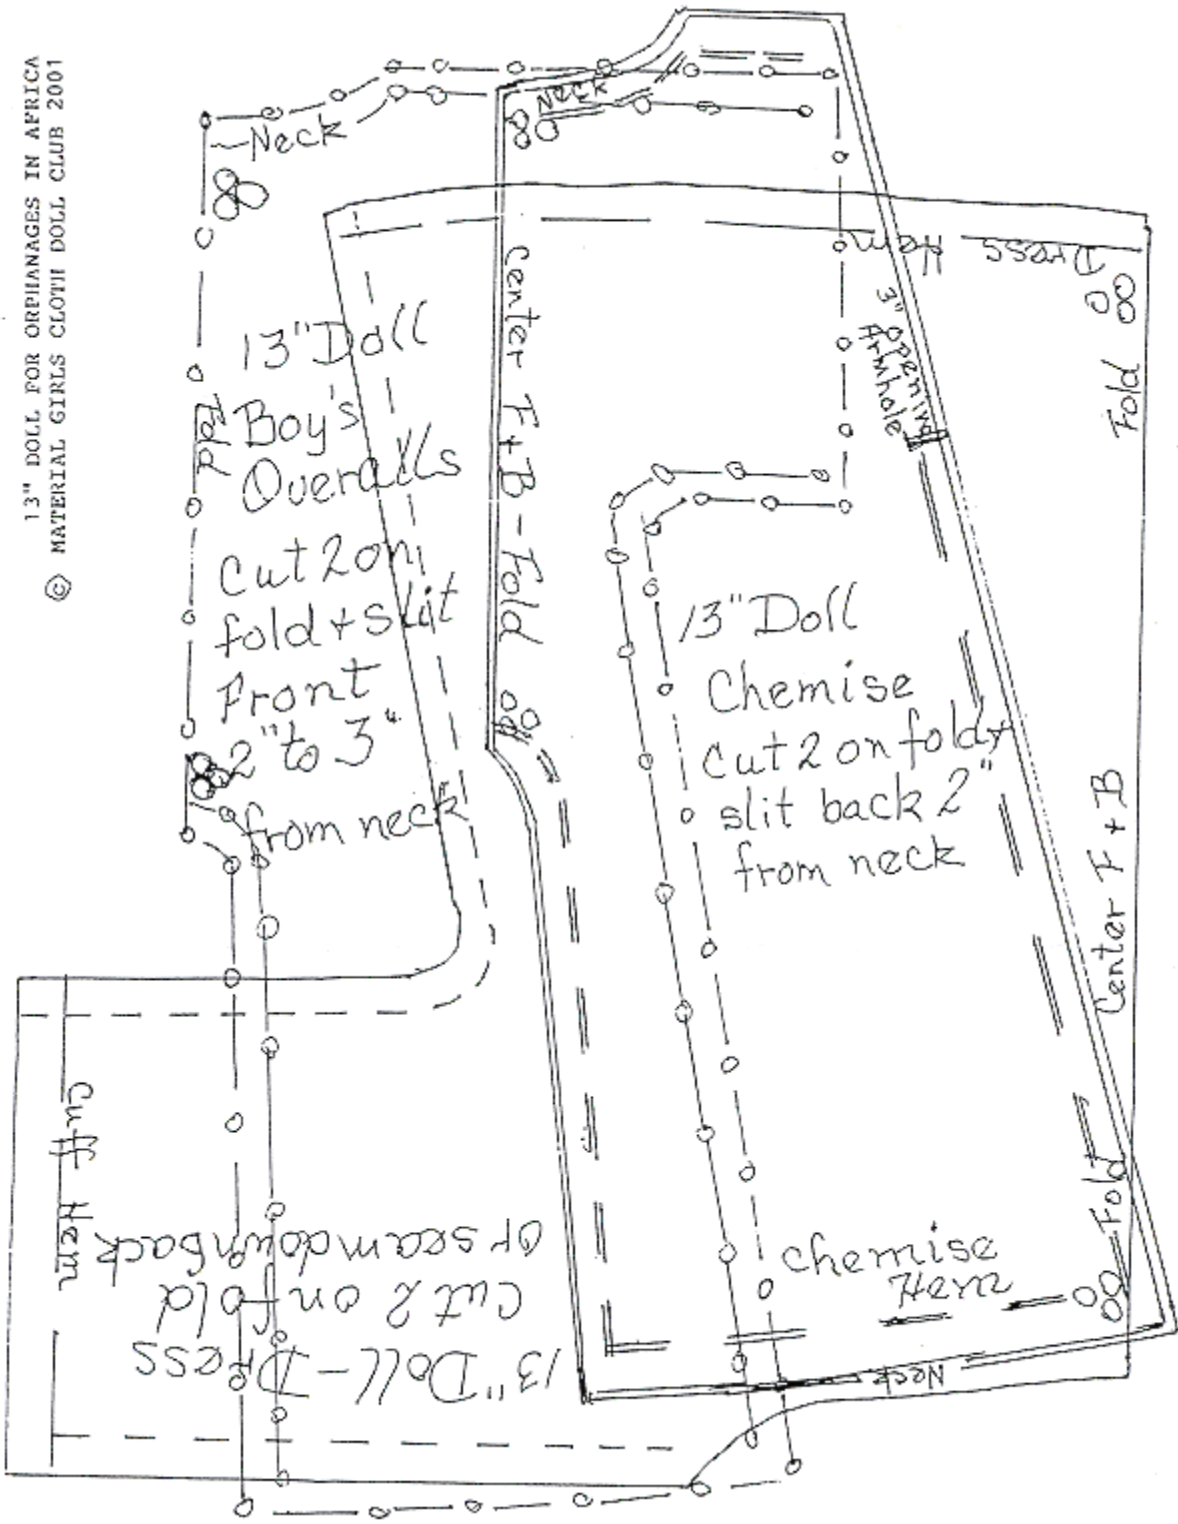 13" DOLL FOR ORPHANAGES IN AFRICA
© MATERIAL GIRLS CLOTH DOLL CLUB 2001
~Neck
Neck
Dress Hem
Fold
Center F + B
Fold
3" opening
Armhole
Center F + B - Fold
Fold
13" Doll
Boy's
Overalls
Cut 2 on
fold + slit
Front
2" to 3"
from neck
13" Doll
Chemise
Cut 2 on fold +
slit back 2"
from neck
Chemise
Hem
Neck
Cuff Hem
13" Doll - Dress
Cut 2 on fold
or seam down back